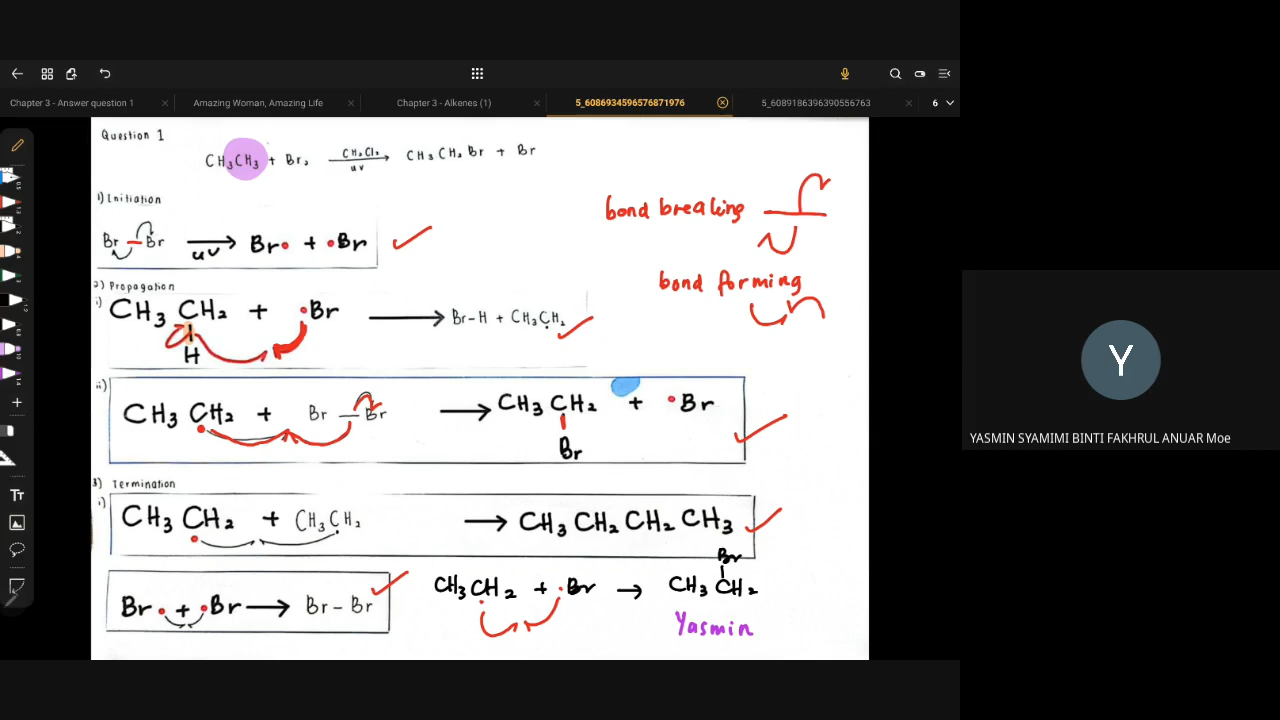 Chapter 3 - Answer question 1
Amazing Woman, Amazing Life
Chapter 3 - Alkenes (1)
5_6086934596576871976
5_6089186396390556763
6
Question 1
CH3CH3 + Br2 CH2Cl2 uv → CH3CH2Br + Br
1) Initiation
Br – Br uv → Br• + •Br
bond breaking
bond forming
2) Propagation
i)
CH3 CH2 + •Br → Br-H + CH3CH2
H
ii)
CH3 CH2 + Br – Br → CH3 CH2 + •Br
Br
3) Termination
i)
CH3 CH2 + CH3CH2 → CH3 CH2 CH2 CH3
Br• + •Br → Br - Br
CH3CH2 + •Br → CH3 CH2
Br
Yasmin
Tt
Y
YASMIN SYAMIMI BINTI FAKHRUL ANUAR Moe